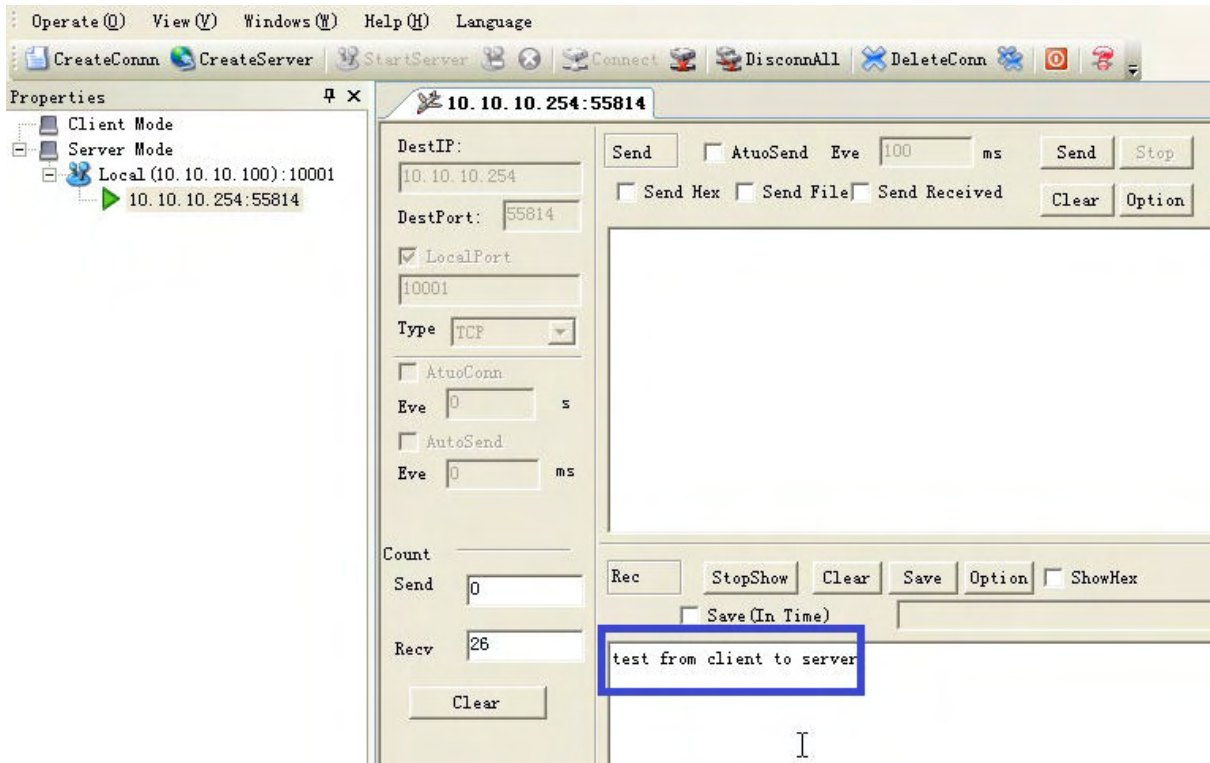 Operate(O) View(V) Windows(W) Help(H) Language
CreateConnn CreateServer StartServer Connect DisconnAll DeleteConn
Properties
Client Mode
Server Mode
Local(10.10.10.100):10001
10.10.10.254:55814
10.10.10.254:55814
DestIP:
10.10.10.254
DestPort: 55814
LocalPort
10001
Type TCP
AtuoConn
Eve 0 s
AutoSend
Eve 0 ms
Count
Send 0
Recv 26
Clear
Send AtuoSend Eve 100 ms Send Stop
Send Hex Send File Send Received Clear Option
Rec StopShow Clear Save Option ShowHex
Save(In Time)
test from client to server